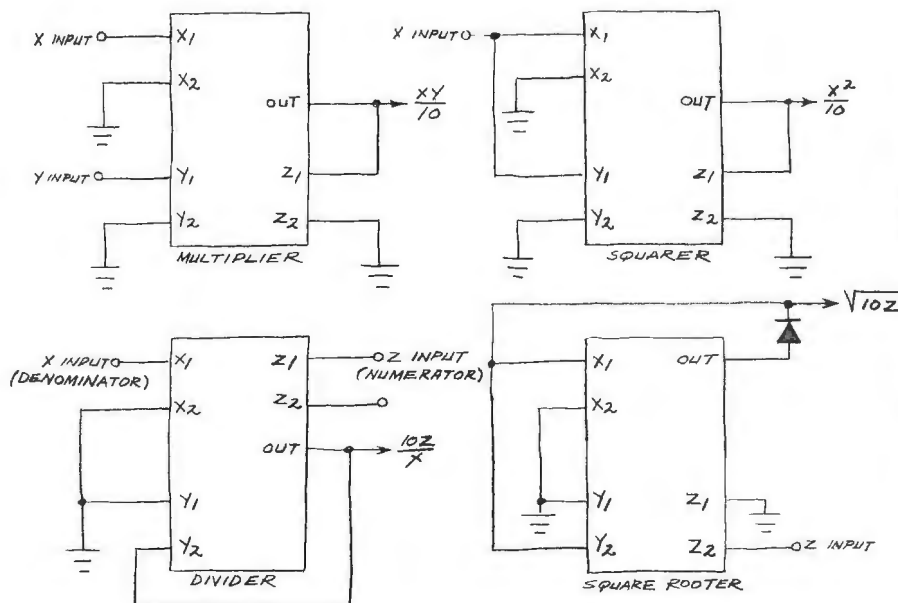 X INPUT
X1
X2
OUT
XY/10
Y INPUT
Y1
Z1
Y2
Z2
MULTIPLIER
X INPUT
X1
X2
OUT
X²/10
Y1
Z1
Y2
Z2
SQUARER
X INPUT
(DENOMINATOR)
X1
Z1
Z INPUT
(NUMERATOR)
X2
Z2
OUT
10Z/X
Y1
Y2
DIVIDER
√10Z
X1
OUT
X2
Y1
Z1
Y2
Z2
Z INPUT
SQUARE ROOTER